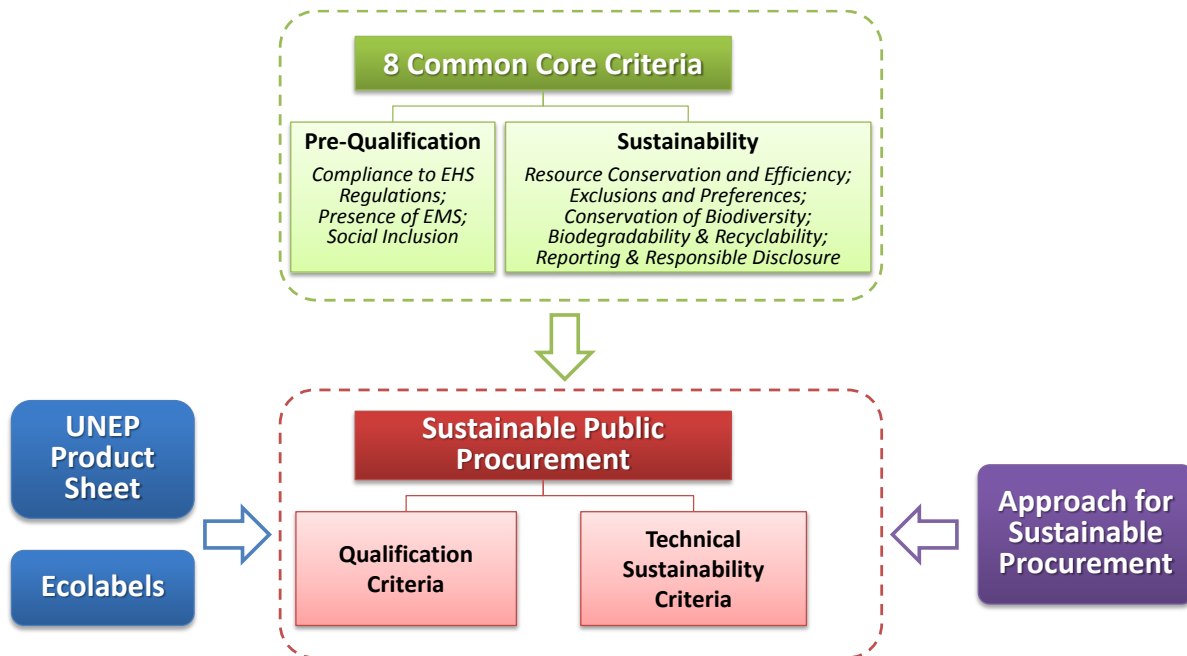 8 Common Core Criteria
Pre-Qualification
Compliance to EHS
Regulations;
Presence of EMS;
Social Inclusion
Sustainability
Resource Conservation and Efficiency;
Exclusions and Preferences;
Conservation of Biodiversity;
Biodegradability & Recyclability;
Reporting & Responsible Disclosure
UNEP
Product
Sheet
Ecolabels
Sustainable Public
Procurement
Qualification
Criteria
Technical
Sustainability
Criteria
Approach for
Sustainable
Procurement